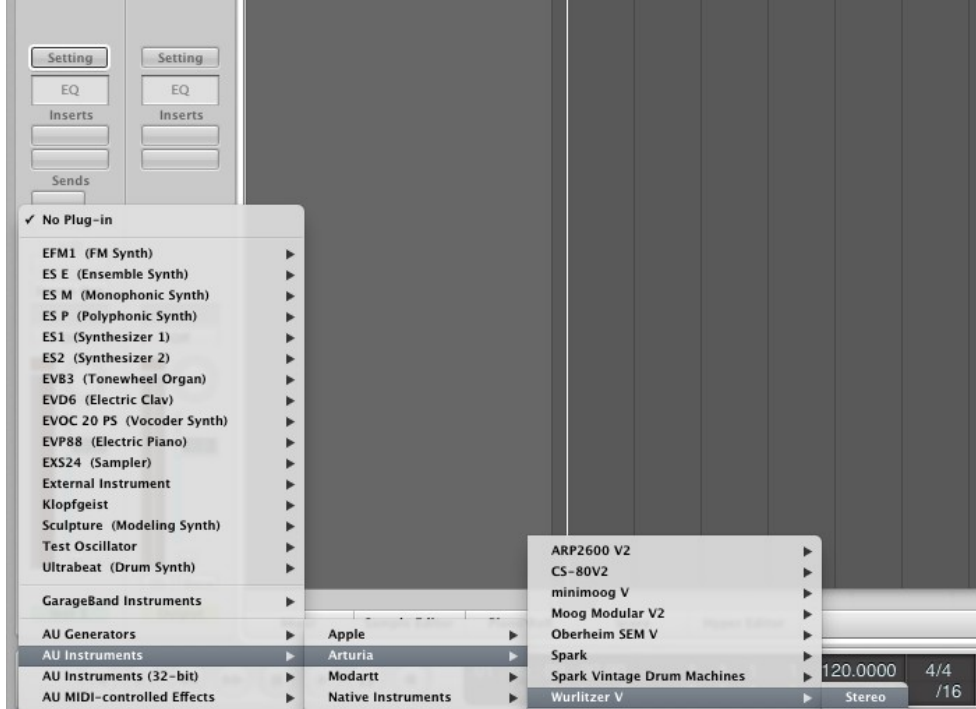 Setting
Setting
EQ
EQ
Inserts
Inserts
Sends
✓ No Plug-in
EFM1 (FM Synth)
ES E (Ensemble Synth)
ES M (Monophonic Synth)
ES P (Polyphonic Synth)
ES1 (Synthesizer 1)
ES2 (Synthesizer 2)
EVB3 (Tonewheel Organ)
EVD6 (Electric Clav)
EVOC 20 PS (Vocoder Synth)
EVP88 (Electric Piano)
EXS24 (Sampler)
External Instrument
Klopfgeist
Sculpture (Modeling Synth)
Test Oscillator
Ultrabeat (Drum Synth)
GarageBand Instruments
AU Generators
AU Instruments
AU Instruments (32-bit)
AU MIDI-controlled Effects
Apple
Arturia
Modartt
Native Instruments
ARP2600 V2
CS-80V2
minimoog V
Moog Modular V2
Oberheim SEM V
Spark
Spark Vintage Drum Machines
Wurlitzer V
Stereo
120.0000
4/4
/16